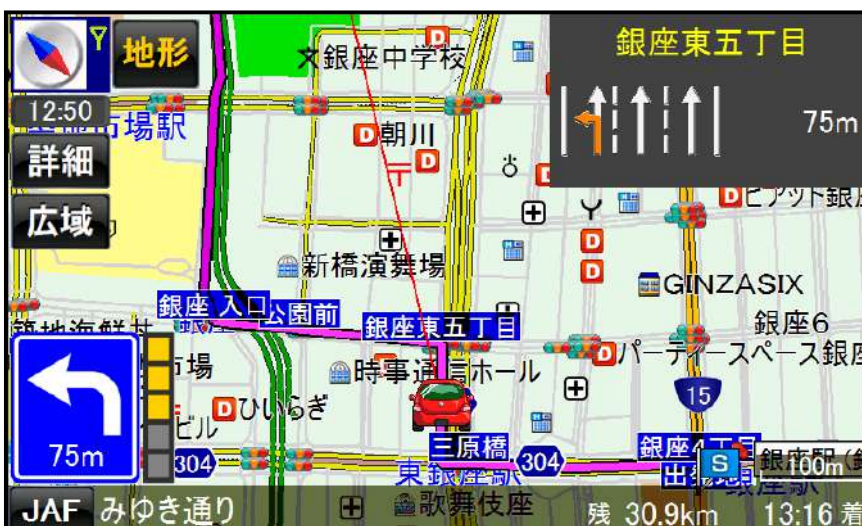 地形
12:50
詳細
広域
市場駅
銀座中学校
D
D
朝川
D
新橋演舞場
銀座東五丁目
75m
D
D
D
GINZASIX
銀座6
D
パーティースペース銀座
15
銀座 入口
公園前
銀座東五丁目
時事通信ホール
市場
D
ひいらぎ
ビル
75m
304
三原橋
304
銀座4丁目
S
100m
東銀座駅
歌舞伎座
JAF
みゆき通り
残 30.9km
13:16 着